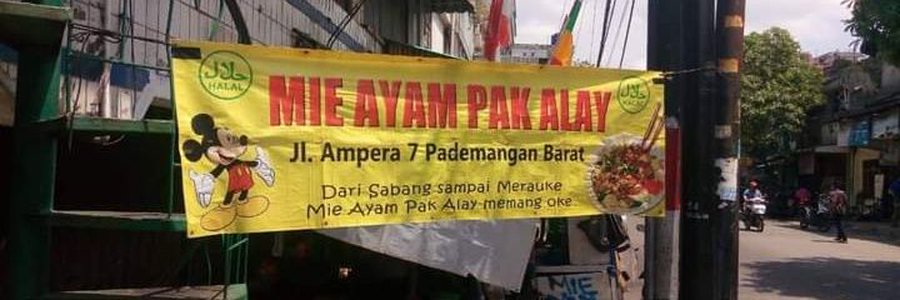 حلال
HALAL
MIE AYAM PAK ALAY
حلال
HALAL
Jl. Ampera 7 Pademangan Barat
Dari Sabang sampai Merauke
Mie Ayam Pak Alay memang oke.
MIE